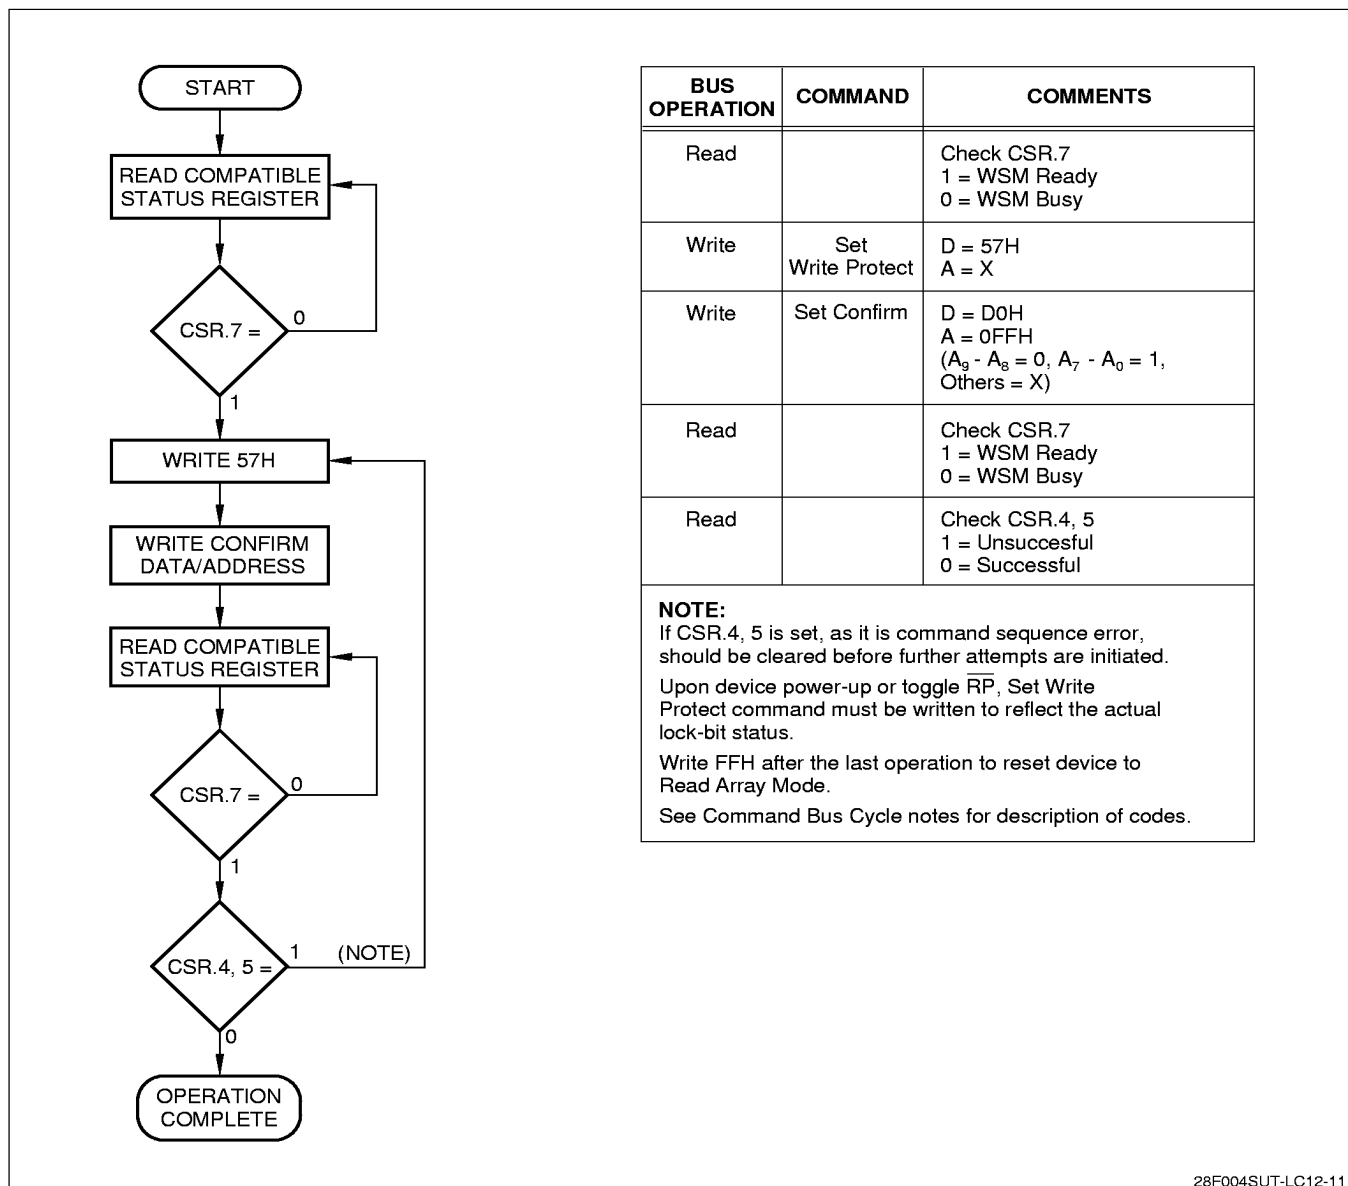 START
READ COMPATIBLE
STATUS REGISTER
CSR.7 =
0
1
WRITE 57H
WRITE CONFIRM
DATA/ADDRESS
READ COMPATIBLE
STATUS REGISTER
CSR.7 =
0
1
CSR.4, 5 =
1 (NOTE)
0
OPERATION
COMPLETE
BUS
OPERATION
COMMAND
COMMENTS
Read
Check CSR.7
1 = WSM Ready
0 = WSM Busy
Write
Set
Write Protect
D = 57H
A = X
Write
Set Confirm
D = D0H
A = 0FFH
(A₉ - A₈ = 0, A₇ - A₀ = 1,
Others = X)
Read
Check CSR.7
1 = WSM Ready
0 = WSM Busy
Read
Check CSR.4, 5
1 = Unsuccesful
0 = Successful
NOTE:
If CSR.4, 5 is set, as it is command sequence error,
should be cleared before further attempts are initiated.
Upon device power-up or toggle R̅P̅, Set Write
Protect command must be written to reflect the actual
lock-bit status.
Write FFH after the last operation to reset device to
Read Array Mode.
See Command Bus Cycle notes for description of codes.
28F004SUT-LC12-11